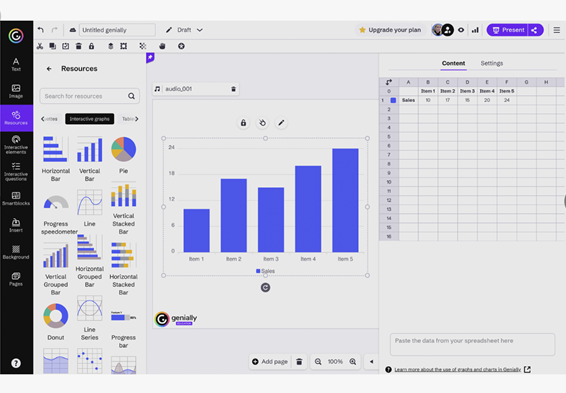 Untitled genially
Draft
Upgrade your plan
Present
Text
Image
Resources
Interactive elements
Interactive questions
Smartblocks
Insert
Background
Pages
Resources
Search for resources
Interactive graphs
Horizontal Bar
Vertical Bar
Pie
Progress speedometer
Line
Vertical Stacked Bar
Vertical Grouped Bar
Horizontal Grouped Bar
Horizontal Stacked Bar
Donut
Line Series
Progress bar
audio_001
24
18
12
6
0
Item 1 Item 2 Item 3 Item 4 Item 5
Sales
genially
Add page
100%
Content Settings
A B C D E F G H
0 Item 1 Item 2 Item 3 Item 4 Item 5
1 Sales 10 17 15 20 24
2
3
4
5
6
7
8
9
10
11
12
13
14
15
16
Paste the data from your spreadsheet here
Learn more about the use of graphs and charts in Genially